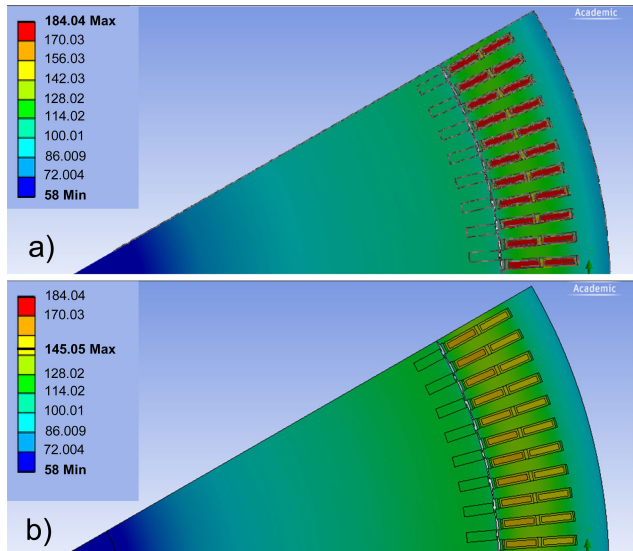 184.04 Max
170.03
156.03
142.03
128.02
114.02
100.01
86.009
72.004
58 Min
Academic
a)
184.04
170.03
145.05 Max
128.02
114.02
100.01
86.009
72.004
58 Min
Academic
b)